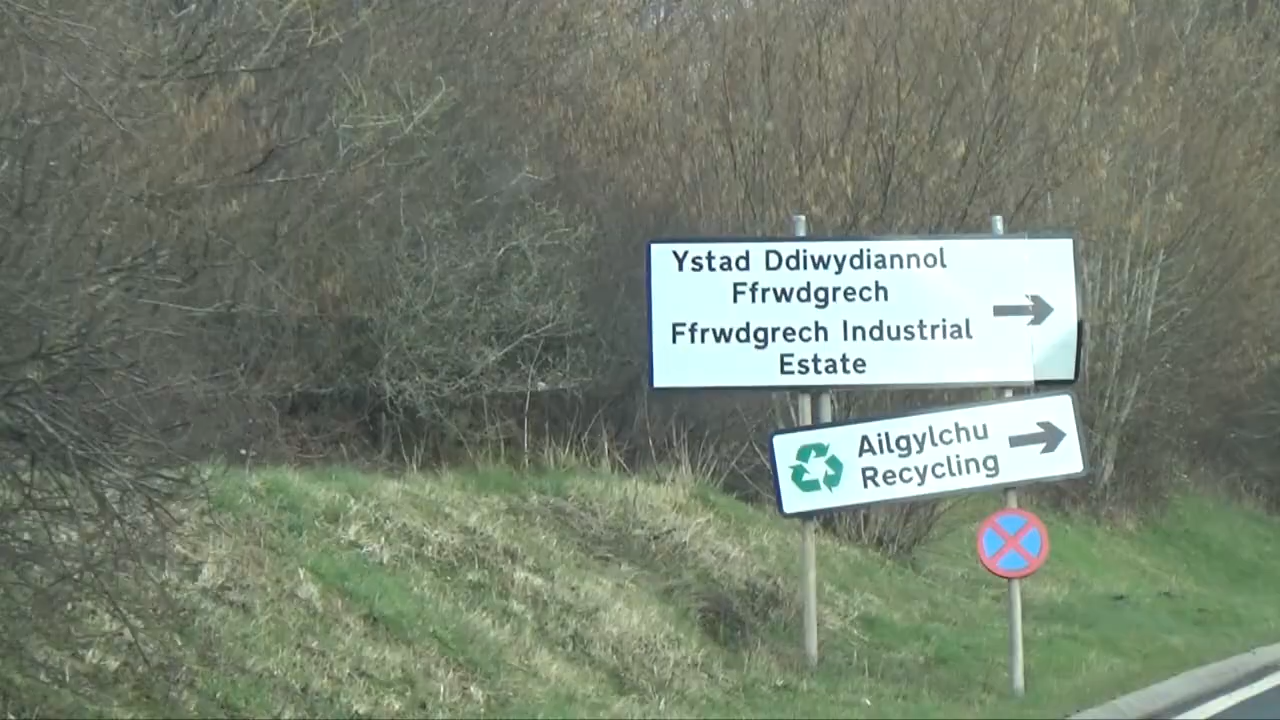 Ystad Ddiwydiannol
Ffrwdgrech
Ffrwdgrech Industrial
Estate
Ailgylchu
Recycling